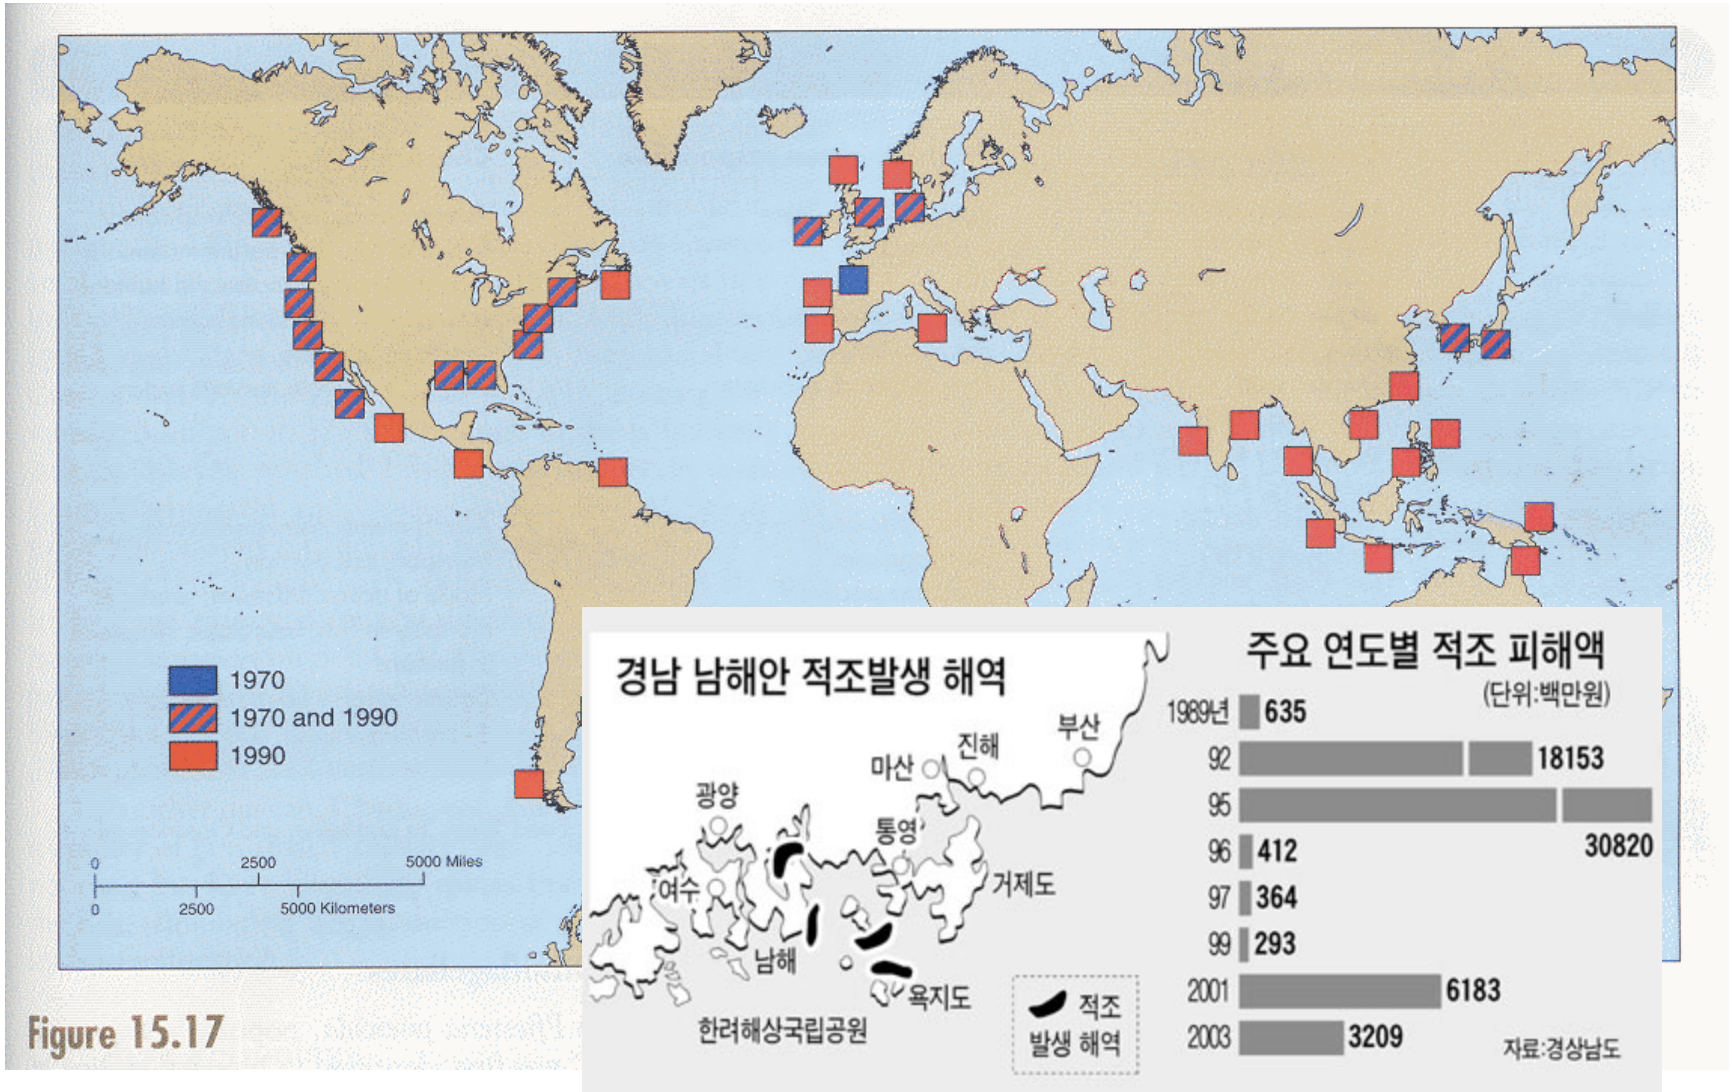 1970
1970 and 1990
1990
0 2500 5000 Miles
0 2500 5000 Kilometers
Figure 15.17
경남 남해안 적조발생 해역
부산
진해
마산
광양
통영
여수
거제도
남해
욕지도
한려해상국립공원
적조
발생 해역
주요 연도별 적조 피해액
(단위:백만원)
1989년 635
92 18153
95 30820
96 412
97 364
99 293
2001 6183
2003 3209
자료:경상남도